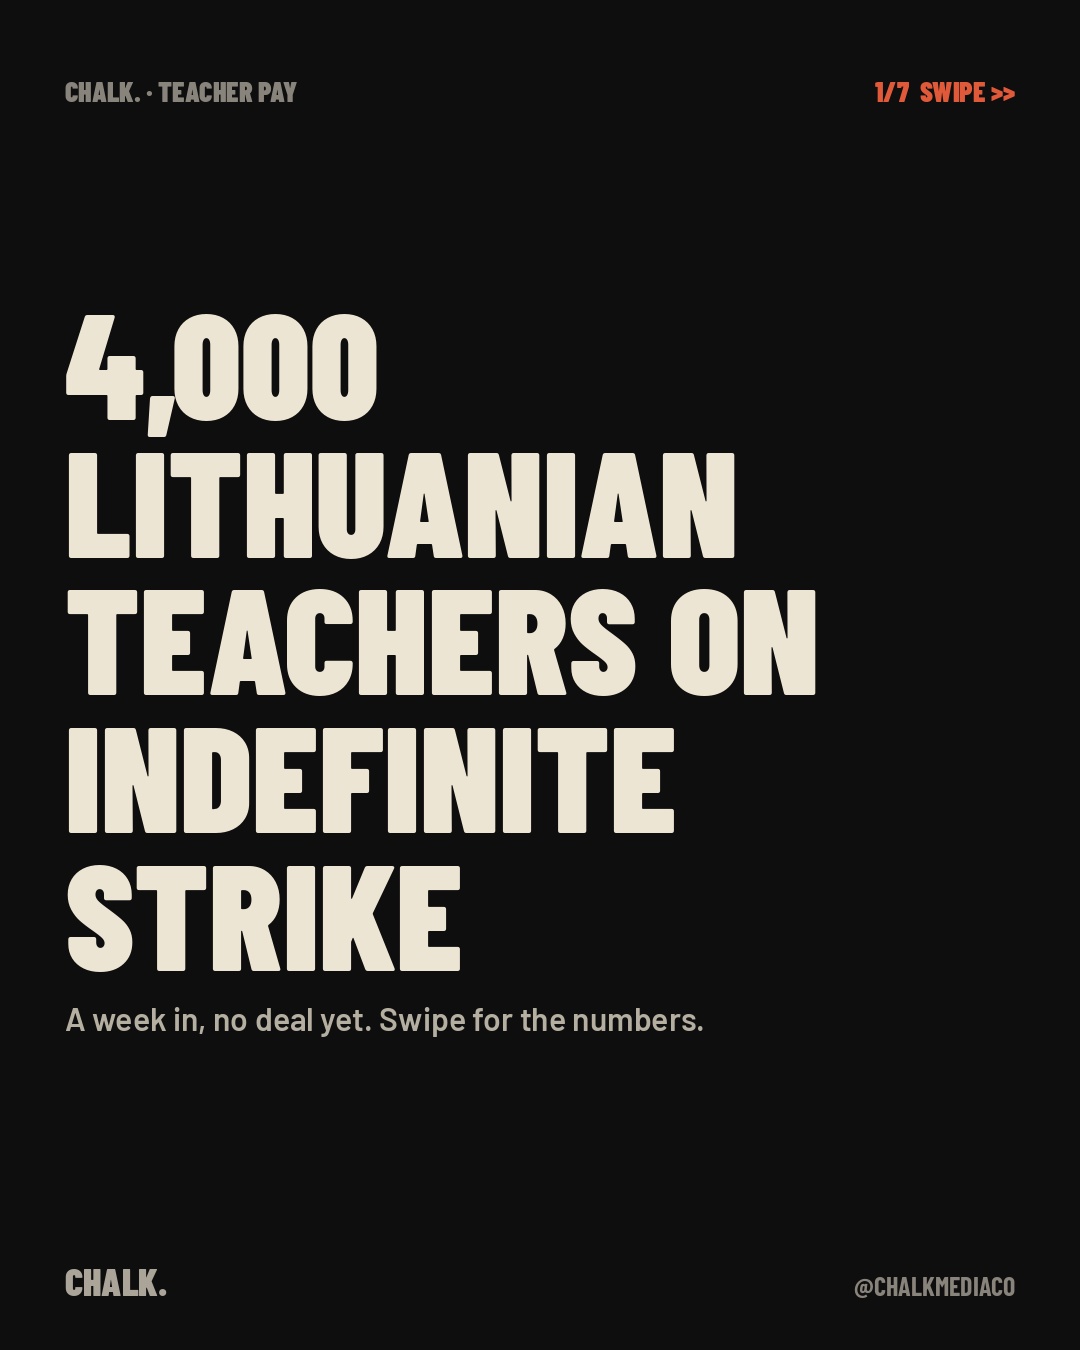 CHALK. · TEACHER PAY
1/7 SWIPE >>
4,000
LITHUANIAN
TEACHERS ON
INDEFINITE
STRIKE
A week in, no deal yet. Swipe for the numbers.
CHALK.
@CHALKMEDIACO